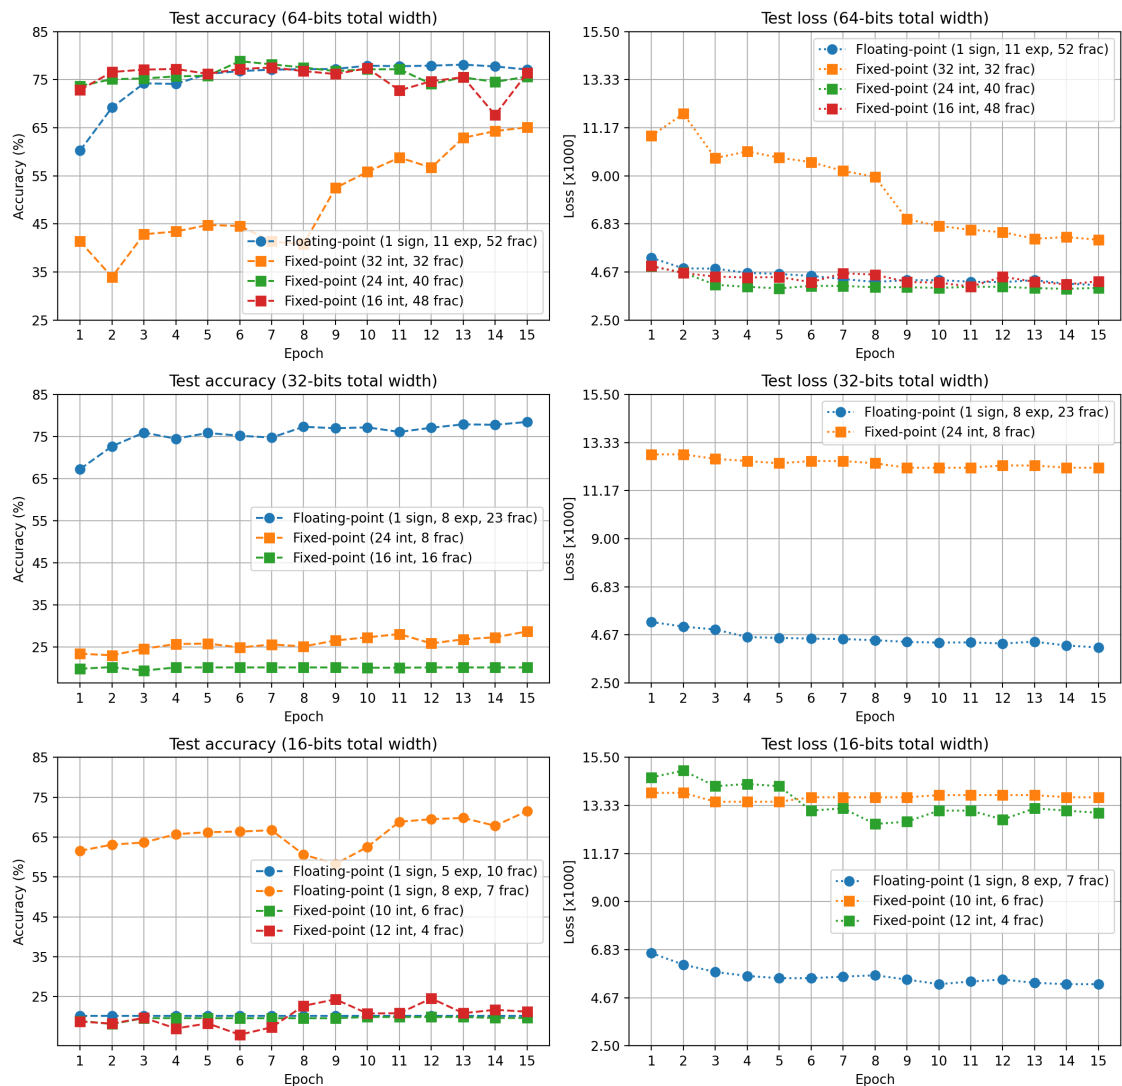 Test accuracy (64-bits total width)
85
75
65
55
45
35
25
Accuracy (%)
Floating-point (1 sign, 11 exp, 52 frac)
Fixed-point (32 int, 32 frac)
Fixed-point (24 int, 40 frac)
Fixed-point (16 int, 48 frac)
1 2 3 4 5 6 7 8 9 10 11 12 13 14 15
Epoch
Test loss (64-bits total width)
15.50
13.33
11.17
9.00
6.83
4.67
2.50
Loss [x1000]
Floating-point (1 sign, 11 exp, 52 frac)
Fixed-point (32 int, 32 frac)
Fixed-point (24 int, 40 frac)
Fixed-point (16 int, 48 frac)
1 2 3 4 5 6 7 8 9 10 11 12 13 14 15
Epoch
Test accuracy (32-bits total width)
85
75
65
55
45
35
25
Accuracy (%)
Floating-point (1 sign, 8 exp, 23 frac)
Fixed-point (24 int, 8 frac)
Fixed-point (16 int, 16 frac)
1 2 3 4 5 6 7 8 9 10 11 12 13 14 15
Epoch
Test loss (32-bits total width)
15.50
13.33
11.17
9.00
6.83
4.67
2.50
Loss [x1000]
Floating-point (1 sign, 8 exp, 23 frac)
Fixed-point (24 int, 8 frac)
1 2 3 4 5 6 7 8 9 10 11 12 13 14 15
Epoch
Test accuracy (16-bits total width)
85
75
65
55
45
35
25
Accuracy (%)
Floating-point (1 sign, 5 exp, 10 frac)
Floating-point (1 sign, 8 exp, 7 frac)
Fixed-point (10 int, 6 frac)
Fixed-point (12 int, 4 frac)
1 2 3 4 5 6 7 8 9 10 11 12 13 14 15
Epoch
Test loss (16-bits total width)
15.50
13.33
11.17
9.00
6.83
4.67
2.50
Loss [x1000]
Floating-point (1 sign, 8 exp, 7 frac)
Fixed-point (10 int, 6 frac)
Fixed-point (12 int, 4 frac)
1 2 3 4 5 6 7 8 9 10 11 12 13 14 15
Epoch